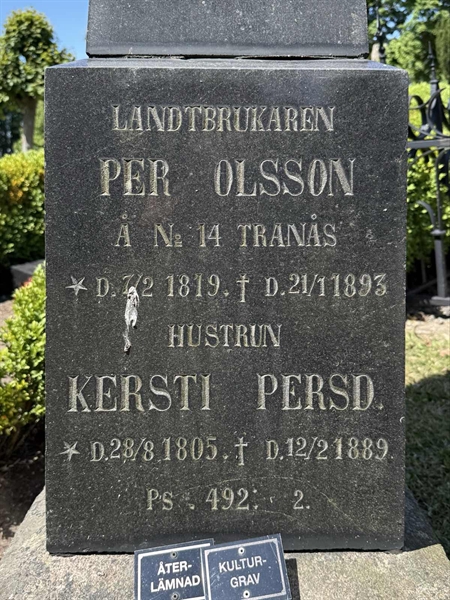 LANDTBRUKAREN
PER OLSSON
Å No 14 TRANÅS
* D. 7/2 1819. † D. 21/1 1893
HUSTRUN
KERSTI PERSD.
* D. 28/8 1805. † D. 12/2 1889.
Ps. 492: 2.
ÅTER-
LÄMNAD
KULTUR-
GRAV